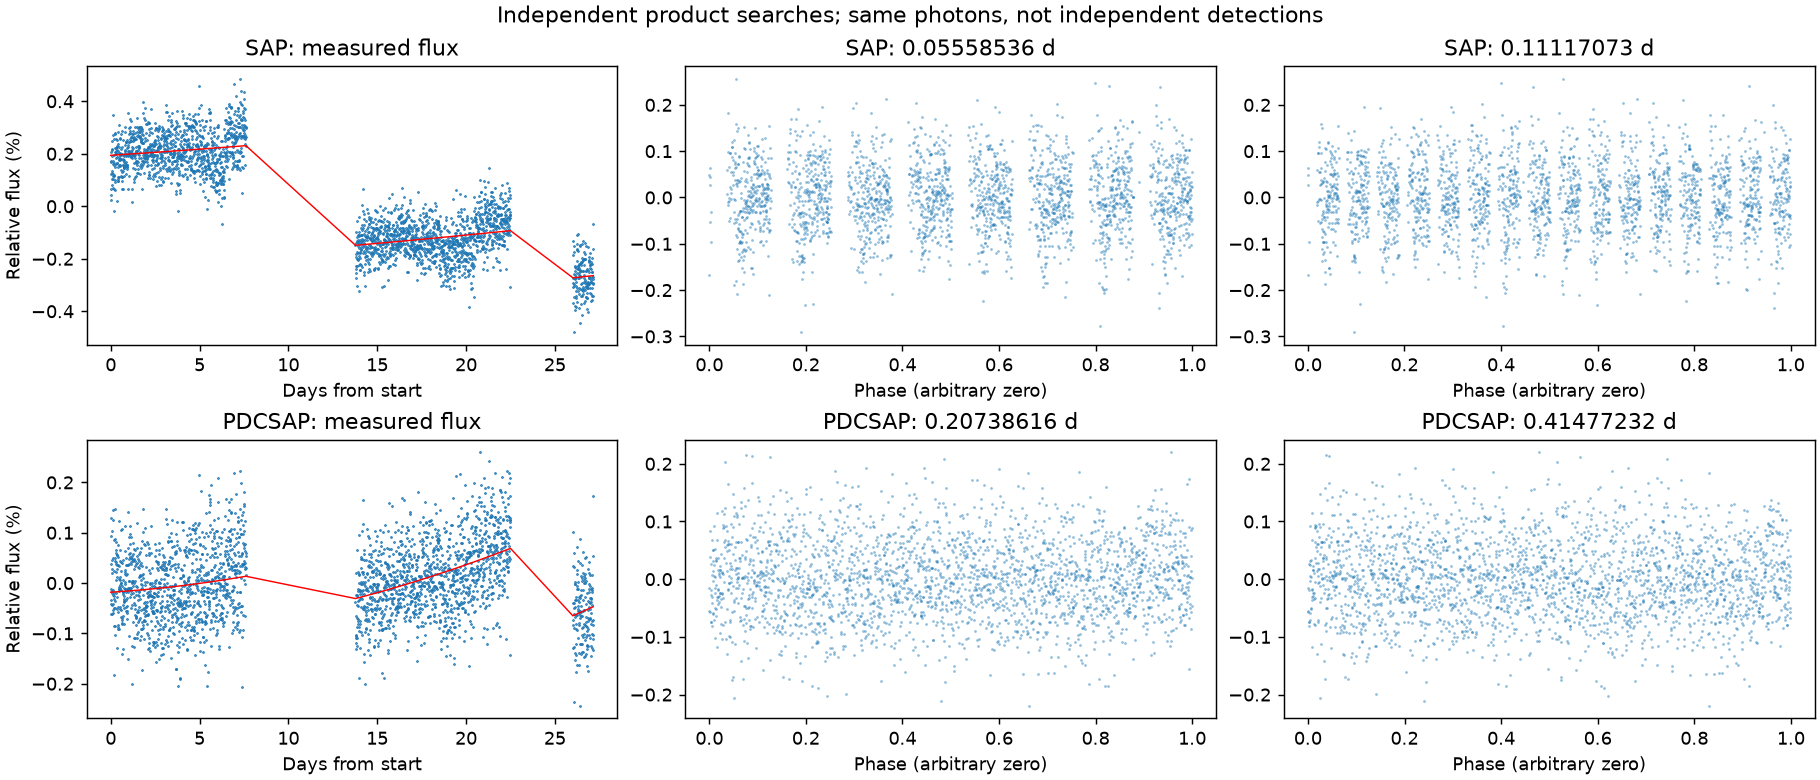 Independent product searches; same photons, not independent detections
SAP: measured flux
Relative flux (%)
0.4
0.2
0.0
−0.2
−0.4
0 5 10 15 20 25
Days from start
SAP: 0.05558536 d
0.2
0.1
0.0
−0.1
−0.2
−0.3
0.0 0.2 0.4 0.6 0.8 1.0
Phase (arbitrary zero)
SAP: 0.11117073 d
0.2
0.1
0.0
−0.1
−0.2
−0.3
0.0 0.2 0.4 0.6 0.8 1.0
Phase (arbitrary zero)
PDCSAP: measured flux
Relative flux (%)
0.2
0.1
0.0
−0.1
−0.2
0 5 10 15 20 25
Days from start
PDCSAP: 0.20738616 d
0.2
0.1
0.0
−0.1
−0.2
0.0 0.2 0.4 0.6 0.8 1.0
Phase (arbitrary zero)
PDCSAP: 0.41477232 d
0.2
0.1
0.0
−0.1
−0.2
0.0 0.2 0.4 0.6 0.8 1.0
Phase (arbitrary zero)